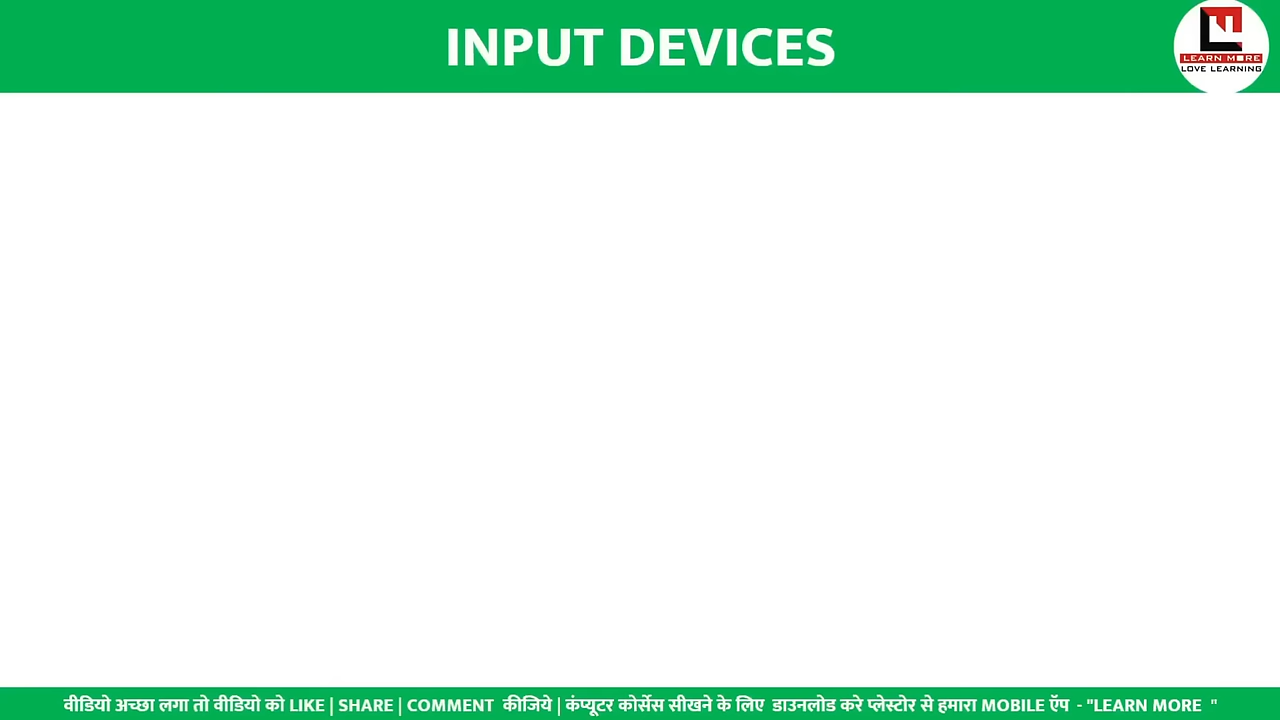 INPUT DEVICES
LEARN MORE
LOVE LEARNING
वीडियो अच्छा लगा तो वीडियो को LIKE | SHARE | COMMENT कीजिये | कंप्यूटर कोर्सेस सीखने के लिए डाउनलोड करे प्लेस्टोर से हमारा MOBILE ऍप - "LEARN MORE "